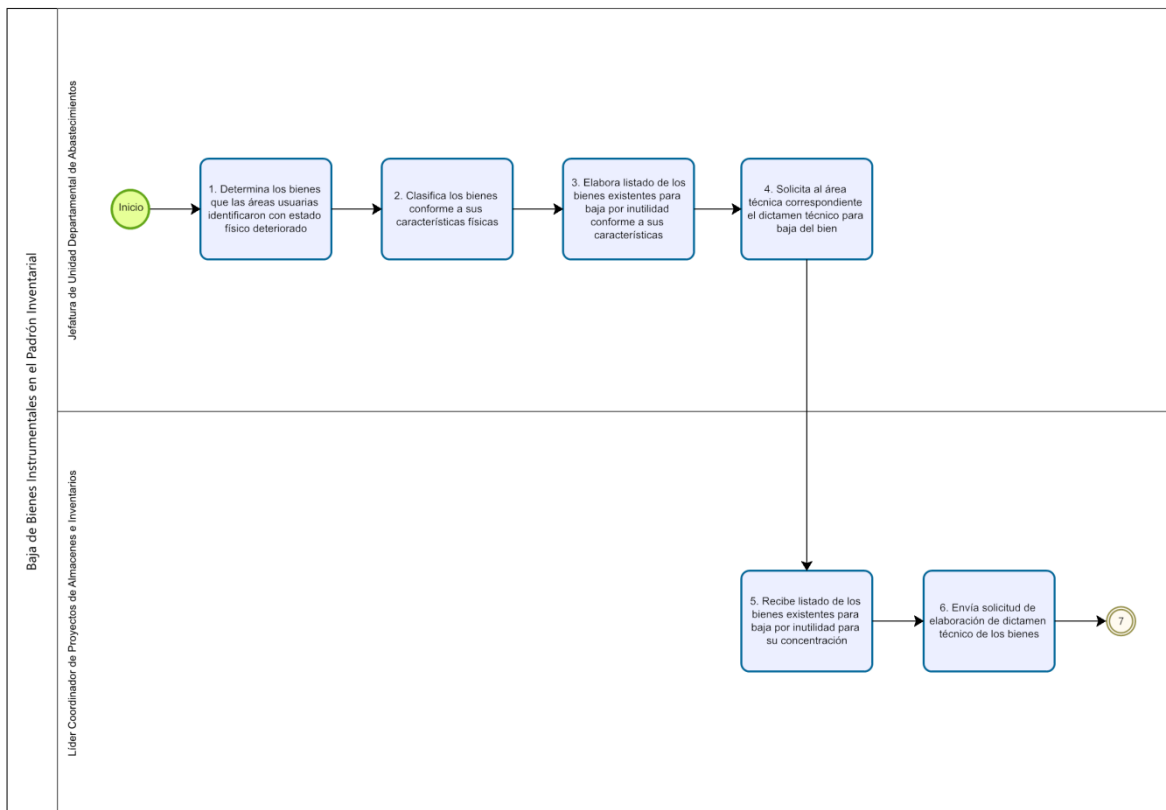 Baja de Bienes Instrumentales en el Padrón Inventarial
Jefatura de Unidad Departamental de Abastecimientos
Inicio
1. Determina los bienes
que las áreas usuarias
identificaron con estado
físico deteriorado
2. Clasifica los bienes
conforme a sus
características físicas
3. Elabora listado de los
bienes existentes para
baja por inutilidad
conforme a sus
características
4. Solicita al área
técnica correspondiente
el dictamen técnico para
baja del bien
Líder Coordinador de Proyectos de Almacenes e Inventarios
5. Recibe listado de los
bienes existentes para
baja por inutilidad para
su concentración
6. Envía solicitud de
elaboración de dictamen
técnico de los bienes
7